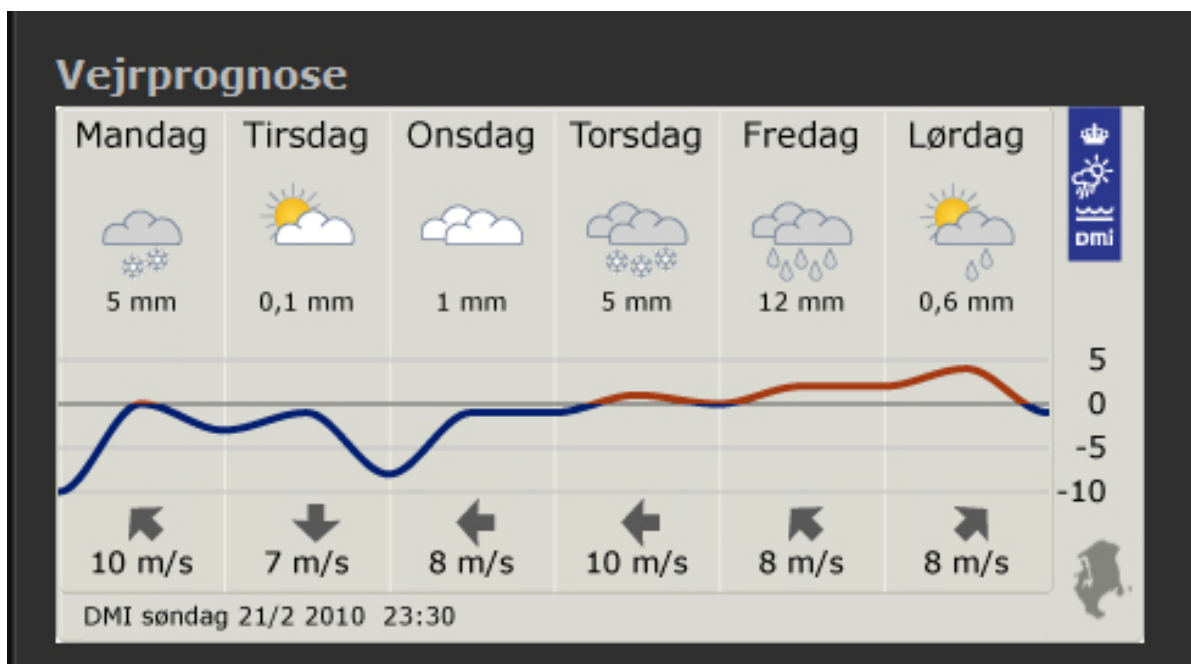 Vejrprognose
Mandag Tirsdag Onsdag Torsdag Fredag Lørdag
DMI
5 mm 0,1 mm 1 mm 5 mm 12 mm 0,6 mm
5
0
-5
-10
10 m/s 7 m/s 8 m/s 10 m/s 8 m/s 8 m/s
DMI søndag 21/2 2010 23:30